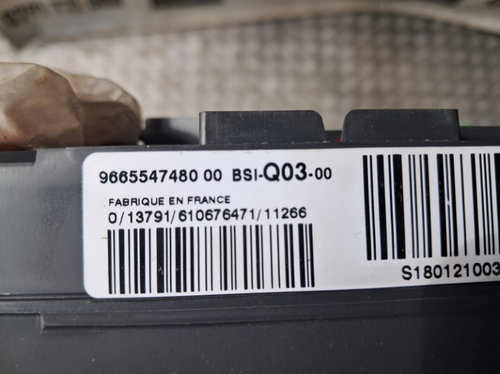 9665547480 00 BSI-Q03-00
FABRIQUE EN FRANCE
0/13791/610676471/11266
S180121003